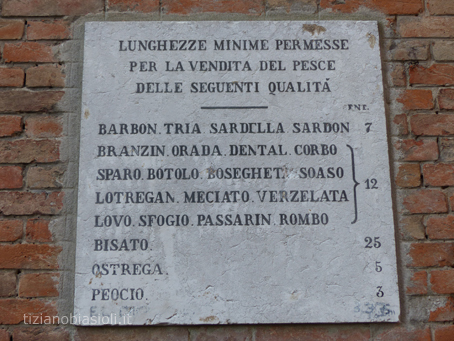 LUNGHEZZE MINIME PERMESSE
PER LA VENDITA DEL PESCE
DELLE SEGUENTI QUALITÁ
BARBON. TRIA SARDELLA SARDON 7
BRANZIN. ORADA. DENTAL. CORBO
SPARO. BOTOLO. BOSEGHETA SOASO
LOTREGAN. MECIATO. VERZELATA 12
LOVO. SFOGIO. PASSARIN. ROMBO
BISATO. 25
OSTREGA. 5
PEOCIO. 3
tizianobiasioli.it